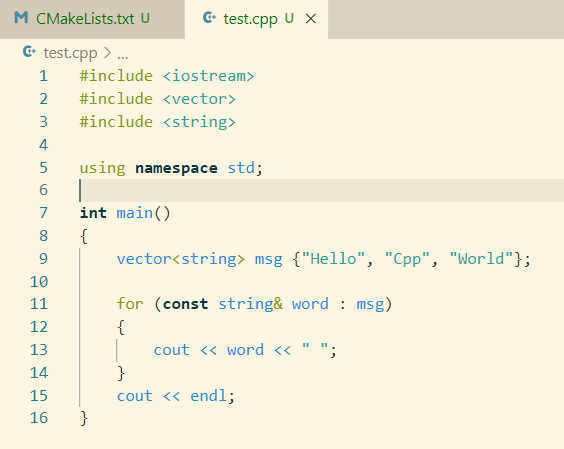 CMakeLists.txt U test.cpp U
test.cpp > ...
1 #include <iostream>
2 #include <vector>
3 #include <string>
4
5 using namespace std;
6
7 int main()
8 {
9     vector<string> msg {"Hello", "Cpp", "World"};
10
11     for (const string& word : msg)
12     {
13         cout << word << " ";
14     }
15     cout << endl;
16 }